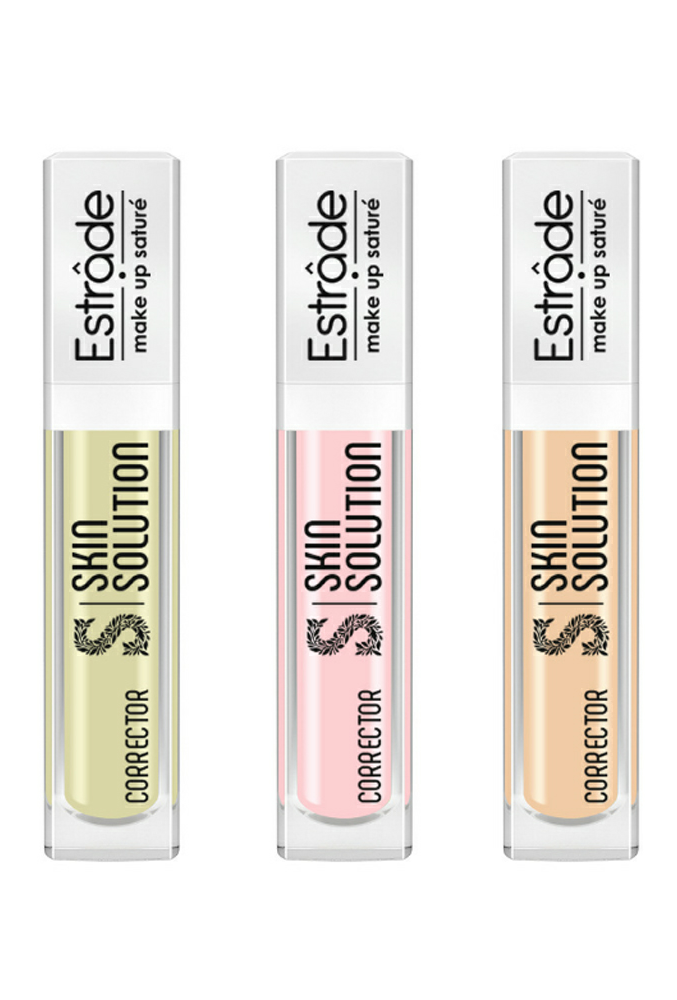 Estrâde
make up saturé
S
SKIN
SOLUTION
CORRECTOR
Estrâde
make up saturé
S
SKIN
SOLUTION
CORRECTOR
Estrâde
make up saturé
S
SKIN
SOLUTION
CORRECTOR